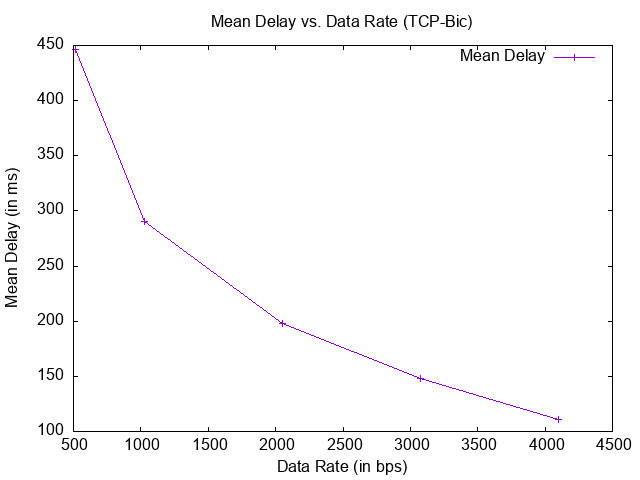 Mean Delay vs. Data Rate (TCP-Bic)
Mean Delay
450
400
350
300
250
200
150
100
Mean Delay (in ms)
500 1000 1500 2000 2500 3000 3500 4000 4500
Data Rate (in bps)